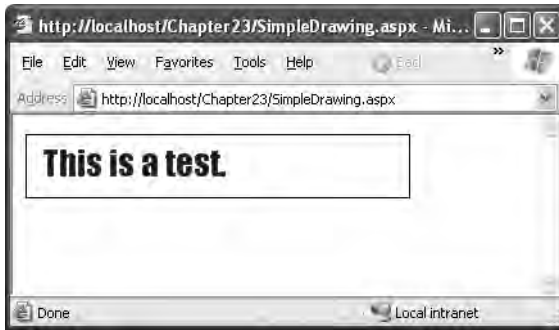 http://localhost/Chapter23/SimpleDrawing.aspx - Mi...
File Edit View Favorites Tools Help »
Address http://localhost/Chapter23/SimpleDrawing.aspx
This is a test.
Done Local intranet